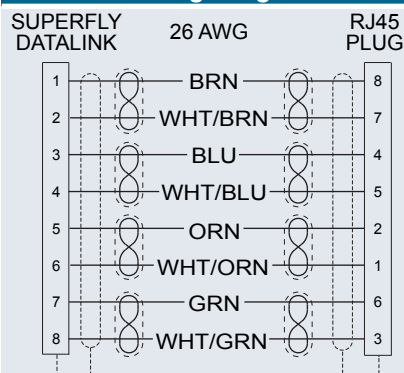 SUPERFLY DATALINK 26 AWG RJ45 PLUG
1 BRN 8
2 WHT/BRN 7
3 BLU 4
4 WHT/BLU 5
5 ORN 2
6 WHT/ORN 1
7 GRN 6
8 WHT/GRN 3